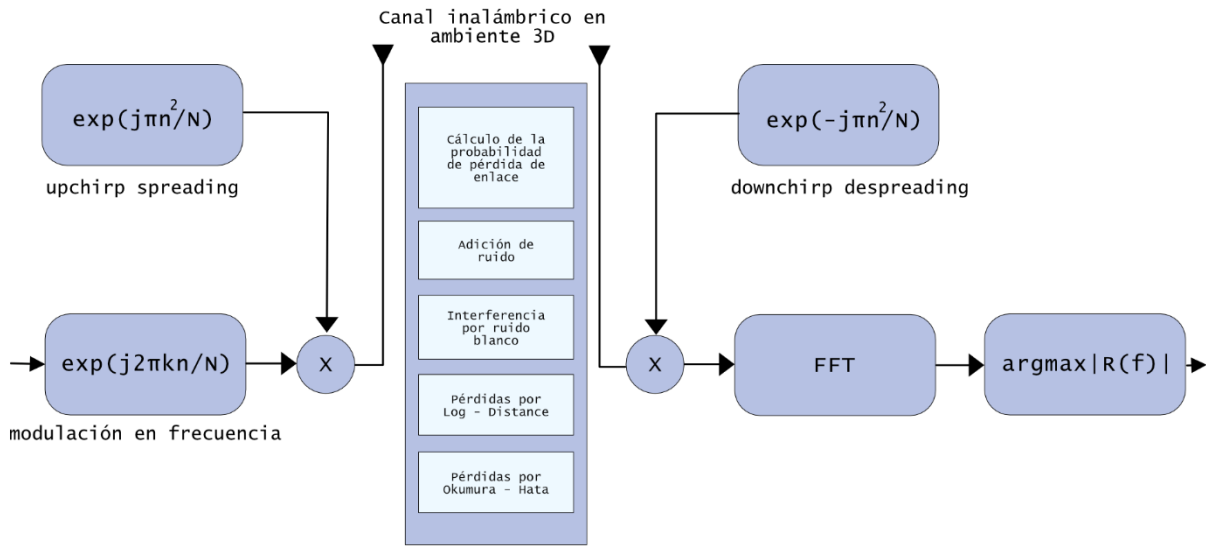 Canal inalámbrico en
ambiente 3D
exp(jπn²/N)
upchirp spreading
exp(j2πkn/N)
modulación en frecuencia
X
Cálculo de la
probabilidad
de pérdida de
enlace
Adición de
ruido
Interferencia
por ruido
blanco
Pérdidas por
Log - Distance
Pérdidas por
Okumura - Hata
exp(-jπn²/N)
downchirp despreading
X
FFT
argmax|R(f)|